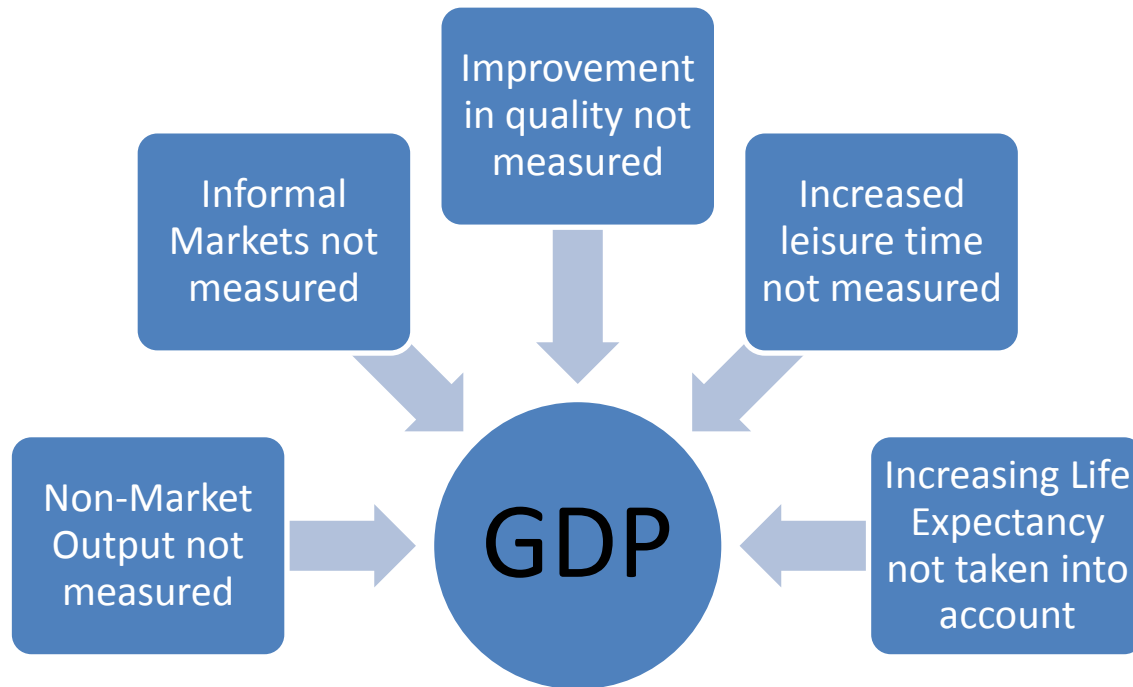 Non-Market
Output not
measured
Informal
Markets not
measured
Improvement
in quality not
measured
Increased
leisure time
not measured
Increasing Life
Expectancy
not taken into
account
GDP